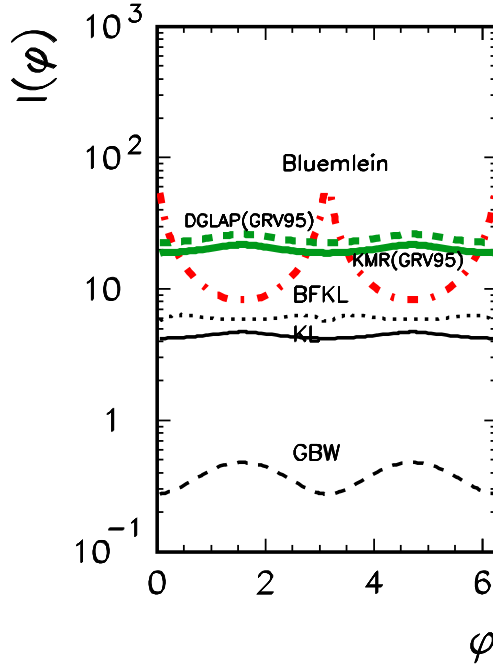 I(φ)
10³
10²
10
1
10⁻¹
Bluemlein
DGLAP(GRV95)
KMR(GRV95)
BFKL
KL
GBW
0 2 4 6
φ